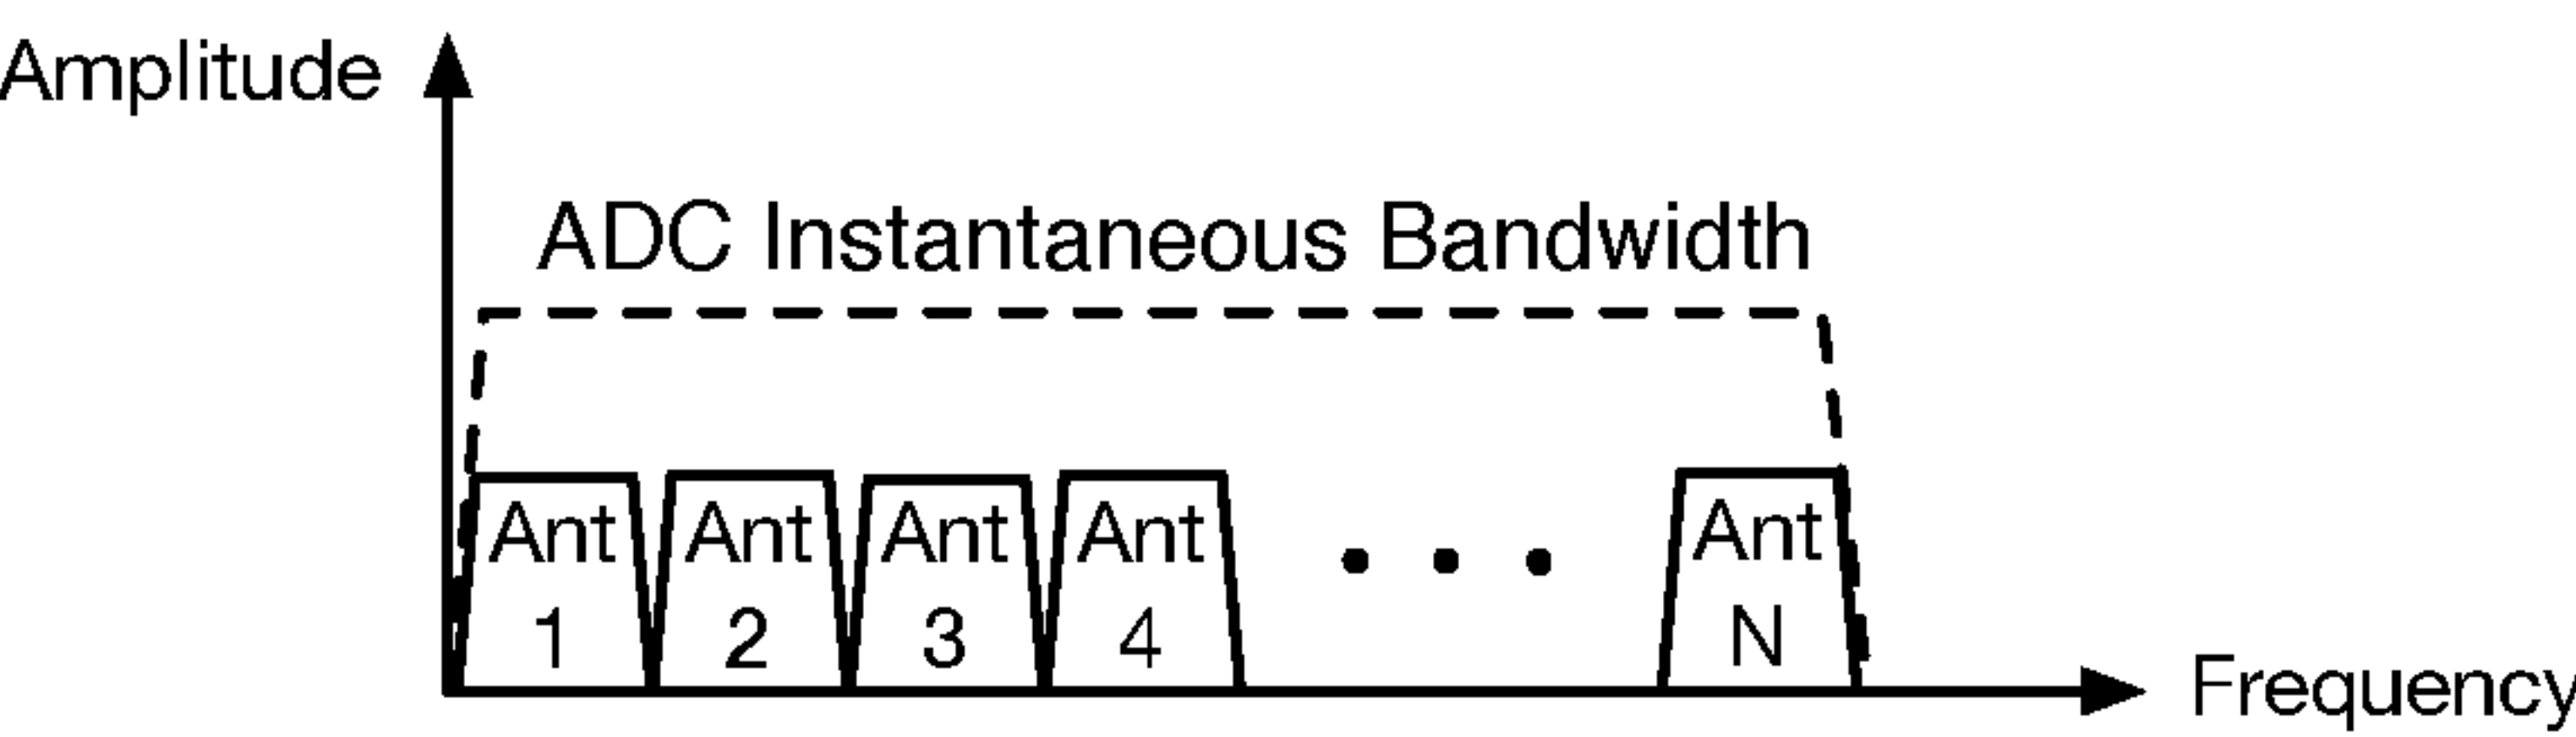 Amplitude
ADC Instantaneous Bandwidth
Ant
1
Ant
2
Ant
3
Ant
4
Ant
N
Frequency